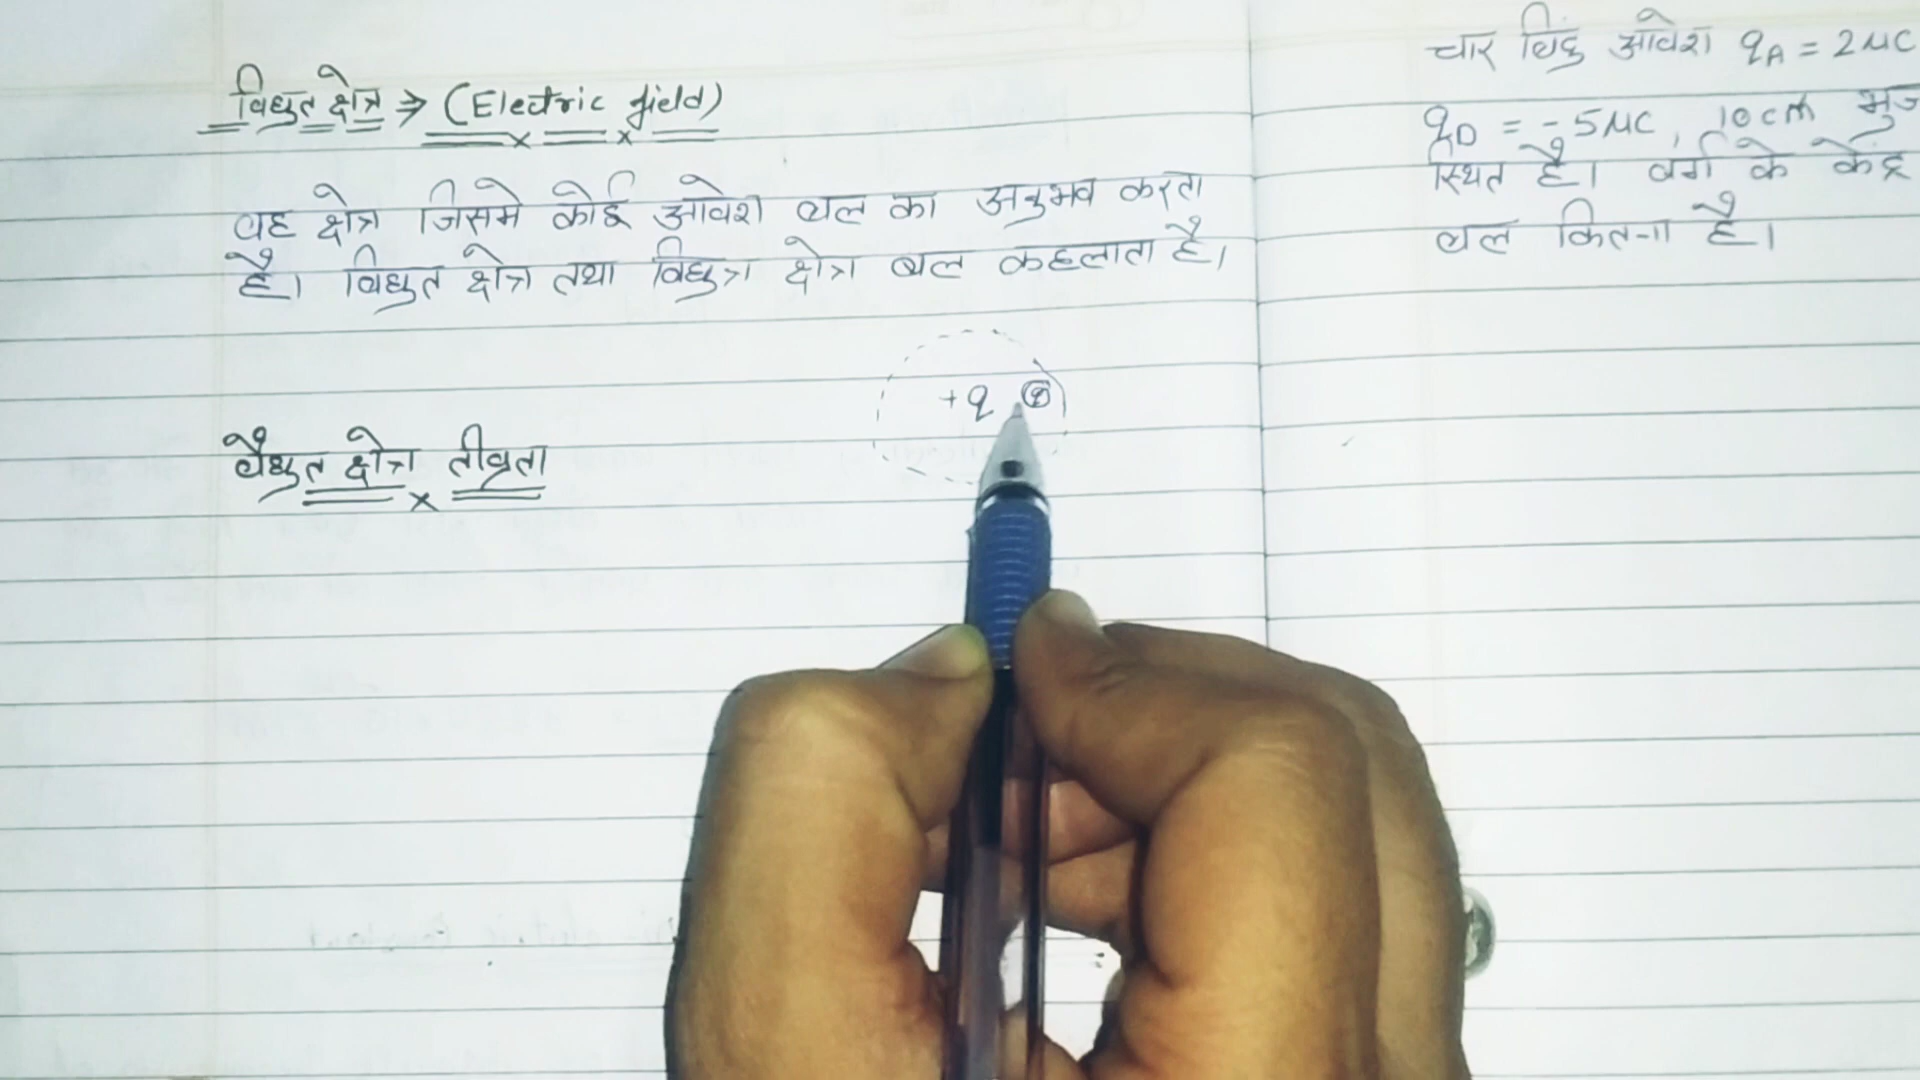 विद्युत क्षेत्र ⇒ (Electric field)
वह क्षेत्र जिसमे कोई आवेश बल का अनुभव करता
है। विद्युत क्षेत्र तथा विद्युत्र क्षेत्र बल कहलाता है।
+q
वैद्युत क्षेत्र तीव्रता
चार बिंदु आवेश qA = 2μC
qD = -5μC, 10cm
स्थित है। वर्ग के केंद्र
बल कितना है।